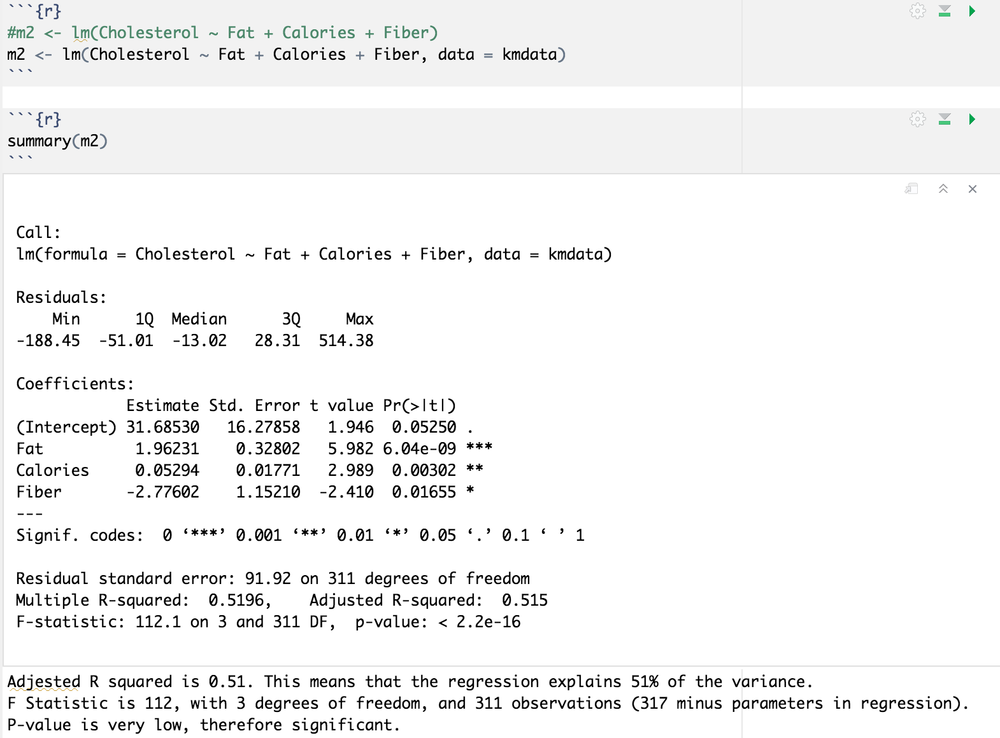 ```{r}
#m2 <- lm(Cholesterol ~ Fat + Calories + Fiber)
m2 <- lm(Cholesterol ~ Fat + Calories + Fiber, data = kmdata)
```
```{r}
summary(m2)
```
Call:
lm(formula = Cholesterol ~ Fat + Calories + Fiber, data = kmdata)
Residuals:
    Min      1Q  Median      3Q     Max
-188.45  -51.01  -13.02   28.31  514.38
Coefficients:
            Estimate Std. Error t value Pr(>|t|)
(Intercept) 31.68530   16.27858   1.946  0.05250 .
Fat          1.96231    0.32802   5.982 6.04e-09 ***
Calories     0.05294    0.01771   2.989  0.00302 **
Fiber       -2.77602    1.15210  -2.410  0.01655 *
---
Signif. codes:  0 ‘***’ 0.001 ‘**’ 0.01 ‘*’ 0.05 ‘.’ 0.1 ‘ ’ 1
Residual standard error: 91.92 on 311 degrees of freedom
Multiple R-squared:  0.5196,    Adjusted R-squared:  0.515
F-statistic: 112.1 on 3 and 311 DF,  p-value: < 2.2e-16
Adjested R squared is 0.51. This means that the regression explains 51% of the variance.
F Statistic is 112, with 3 degrees of freedom, and 311 observations (317 minus parameters in regression).
P-value is very low, therefore significant.